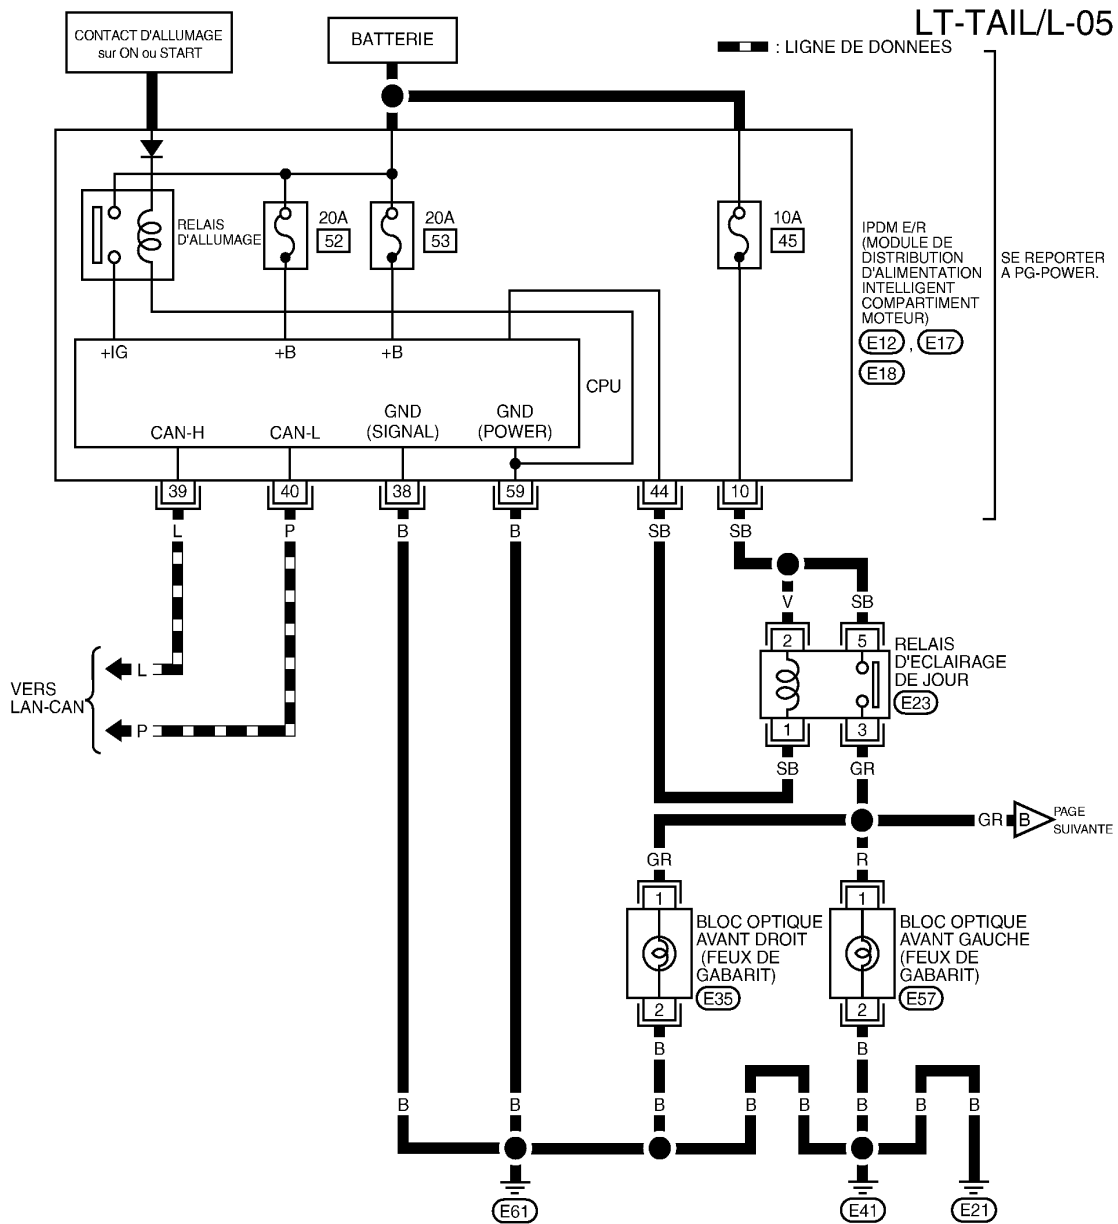 LT-TAIL/L-05
CONTACT D'ALLUMAGE
sur ON ou START
BATTERIE
: LIGNE DE DONNEES
RELAIS
D'ALLUMAGE
20A
52
20A
53
10A
45
IPDM E/R
(MODULE DE
DISTRIBUTION
D'ALIMENTATION
INTELLIGENT
COMPARTIMENT
MOTEUR)
E12 , E17
E18
SE REPORTER
A PG-POWER.
+IG
+B
+B
CPU
CAN-H
CAN-L
GND
(SIGNAL)
GND
(POWER)
39
40
38
59
44
10
L
P
B
B
SB
SB
V
SB
2
5
RELAIS
D'ECLAIRAGE
DE JOUR
E23
1
3
SB
GR
VERS
LAN-CAN
L
P
GR
B
PAGE
SUIVANTE
GR
R
1
1
BLOC OPTIQUE
AVANT DROIT
(FEUX DE
GABARIT)
E35
BLOC OPTIQUE
AVANT GAUCHE
(FEUX DE
GABARIT)
E57
2
2
B
B
B
B
B
B
B
B
B
B
E61
E41
E21